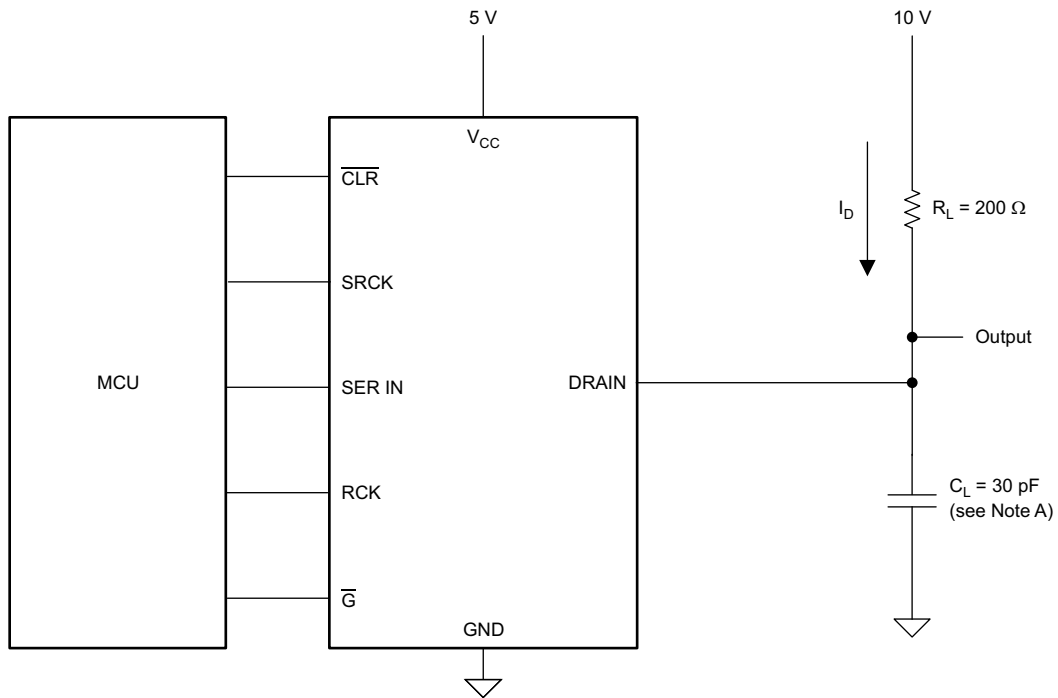 5 V
10 V
MCU
V_CC
C̅L̅R̅
SRCK
SER IN
RCK
G̅
DRAIN
GND
I_D
R_L = 200 Ω
Output
C_L = 30 pF
(see Note A)